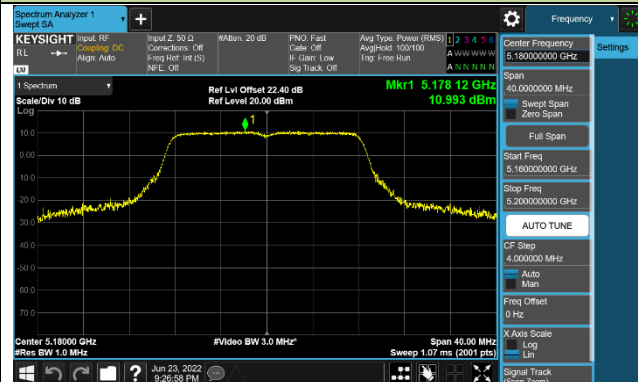 Spectrum Analyzer 1
Swept SA
Frequency
KEYSIGHT
RL
Input: RF
Coupling: DC
Align: Auto
Input Z: 50 Ω
Corrections: Off
Freq Ref: Int (S)
NFE: Off
#Atten: 20 dB
PNO: Fast
Gate: Off
IF Gain: Low
Sig Track: Off
Avg Type: Power (RMS)
Avg|Hold: 100/100
Trig: Free Run
1 2 3 4 5 6
A W W W W W
A N N N N N
LXI
1 Spectrum
Scale/Div 10 dB
Log
Ref Lvl Offset 22.40 dB
Ref Level 20.00 dBm
Mkr1 5.178 12 GHz
10.993 dBm
1
10.0
0.00
-10.0
-20.0
-30.0
-40.0
-50.0
-60.0
-70.0
Center 5.18000 GHz
#Res BW 1.0 MHz
#Video BW 3.0 MHz*
Span 40.00 MHz
Sweep 1.07 ms (2001 pts)
Jun 23, 2022
9:26:58 PM
Settings
Center Frequency
5.180000000 GHz
Span
40.0000000 MHz
Swept Span
Zero Span
Full Span
Start Freq
5.160000000 GHz
Stop Freq
5.200000000 GHz
AUTO TUNE
CF Step
4.000000 MHz
Auto
Man
Freq Offset
0 Hz
X Axis Scale
Log
Lin
Signal Track
(Span Zoom)